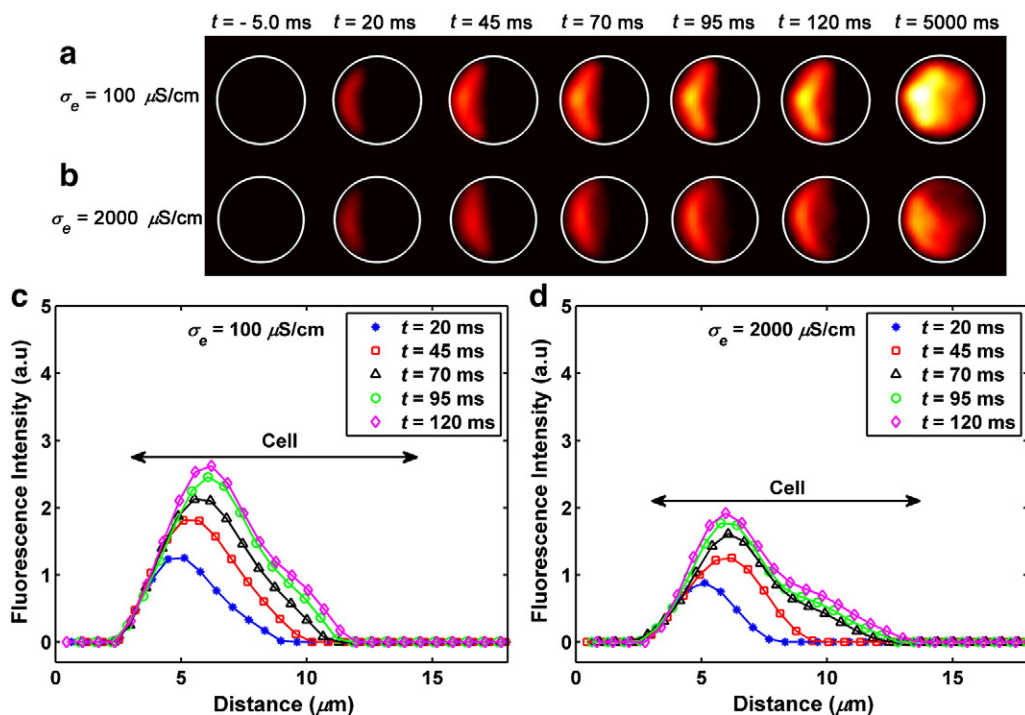 t = - 5.0 ms 20 ms 45 ms 70 ms 95 ms 120 ms 5000 ms
a
σe = 100 μS/cm
b
σe = 2000 μS/cm
c
σe = 100 μS/cm
t = 20 ms
t = 45 ms
t = 70 ms
t = 95 ms
t = 120 ms
Cell
Fluorescence Intensity (a.u)
5
4
3
2
1
0
0 5 10 15
Distance (μm)
d
σe = 2000 μS/cm
t = 20 ms
t = 45 ms
t = 70 ms
t = 95 ms
t = 120 ms
Cell
Fluorescence Intensity (a.u)
5
4
3
2
1
0
0 5 10 15
Distance (μm)